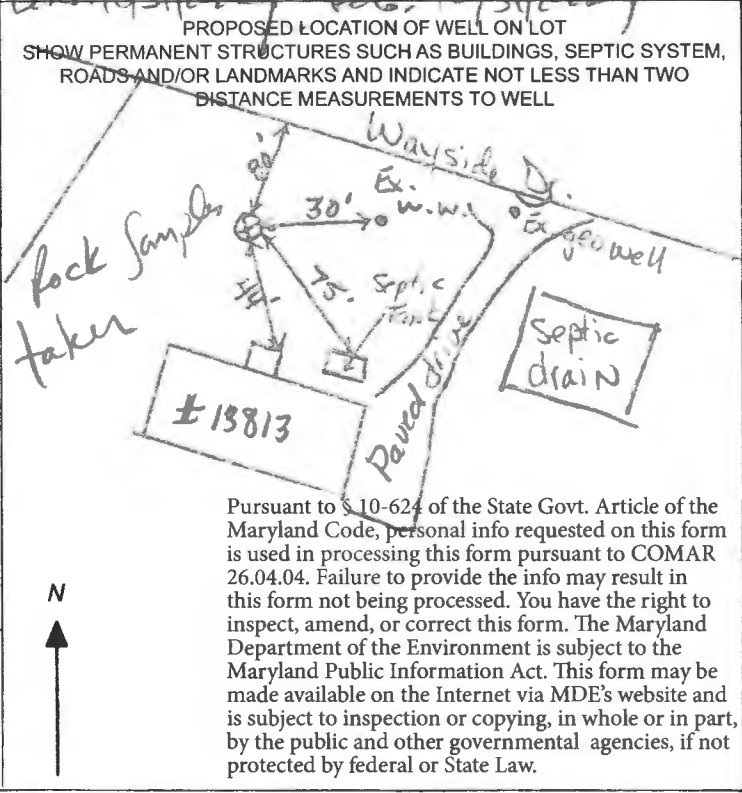 PROPOSED LOCATION OF WELL ON LOT
SHOW PERMANENT STRUCTURES SUCH AS BUILDINGS, SEPTIC SYSTEM,
ROADS AND/OR LANDMARKS AND INDICATE NOT LESS THAN TWO
DISTANCE MEASUREMENTS TO WELL
Wayside Dr.
80'
Ex.
w.w.
30'
Ex. geo well
Rock Samples
taken
75'
Septic
Tank
Septic
drain
Paved drive
# 13813
Pursuant to § 10-624 of the State Govt. Article of the
Maryland Code, personal info requested on this form
is used in processing this form pursuant to COMAR
26.04.04. Failure to provide the info may result in
this form not being processed. You have the right to
inspect, amend, or correct this form. The Maryland
Department of the Environment is subject to the
Maryland Public Information Act. This form may be
made available on the Internet via MDE's website and
is subject to inspection or copying, in whole or in part,
by the public and other governmental agencies, if not
protected by federal or State Law.
N